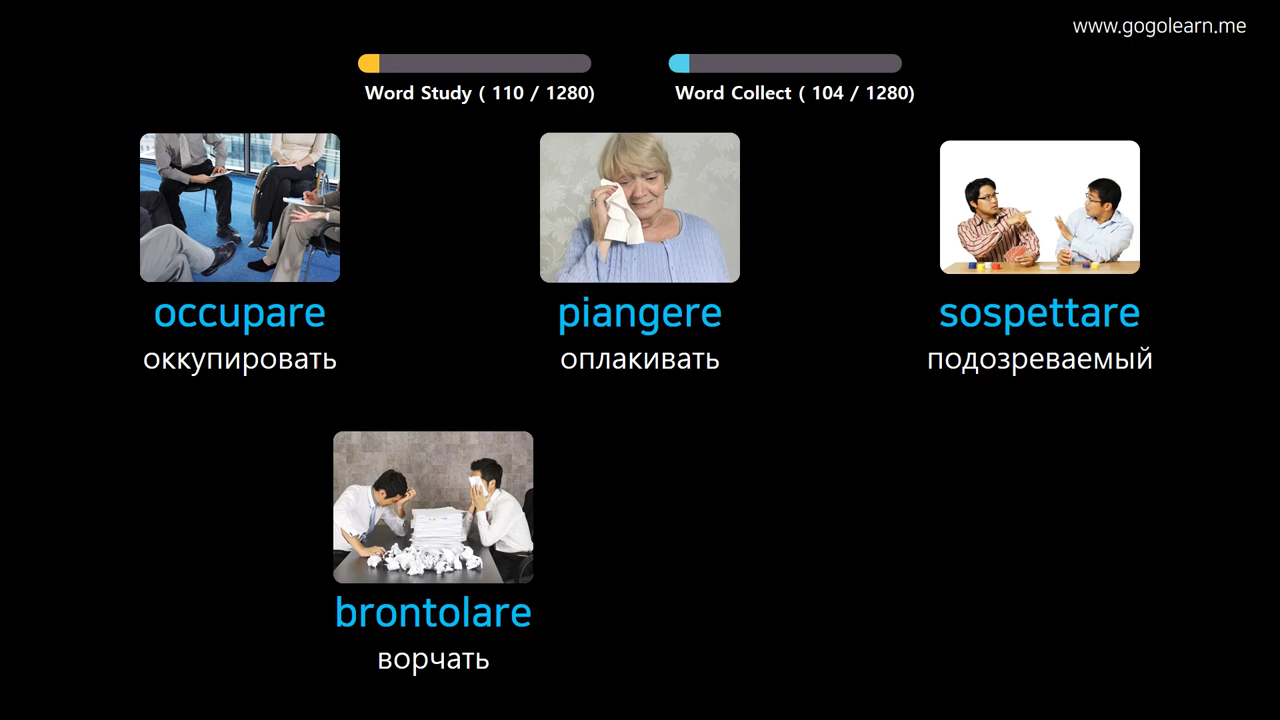 www.gogolearn.me
Word Study ( 110 / 1280)
Word Collect ( 104 / 1280)
occupare
оккупировать
piangere
оплакивать
sospettare
подозреваемый
brontolare
ворчать